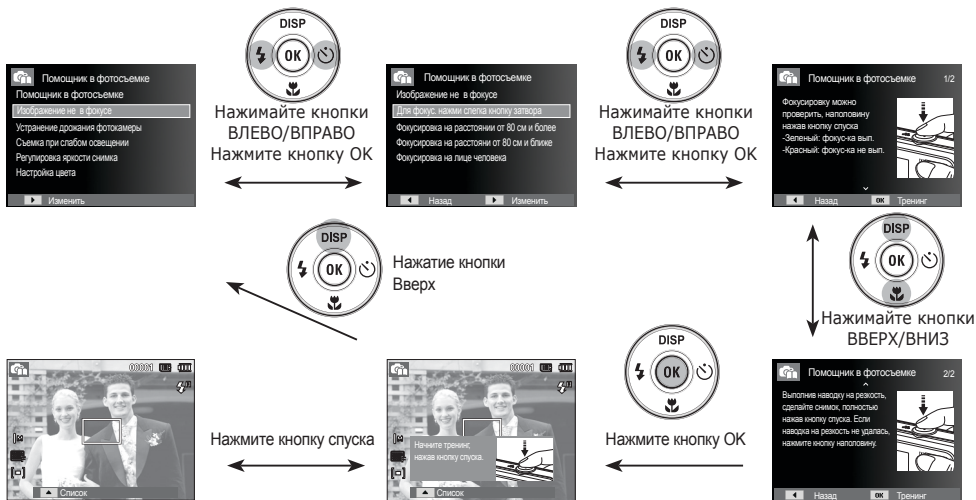 DISP
OK
Нажимайте кнопки
ВЛЕВО/ВПРАВО
Нажмите кнопку OK
DISP
OK
Нажимайте кнопки
ВЛЕВО/ВПРАВО
Нажмите кнопку OK
Помощник в фотосъемке
Помощник в фотосъемке
Изображение не в фокусе
Устранение дрожания фотокамеры
Съемка при слабом освещении
Регулировка яркости снимка
Настройка цвета
Изменить
Помощник в фотосъемке
Изображение не в фокусе
Для фокус. нажми слегка кнопку затвора
Фокусировка на расстоянии от 80 см и более
Фокусировка на расстояни от 80 см и ближе
Фокусировка на лице человека
Назад Изменить
Помощник в фотосъемке 1/2
Фокусировку можно
проверить, наполовину
нажав кнопку спуска
-Зеленый: фокус-ка вып.
-Красный: фокус-ка не вып.
Назад OK Тренинг
DISP
OK
Нажатие кнопки
Вверх
DISP
OK
Нажимайте кнопки
ВВЕРХ/ВНИЗ
00001
Список
Нажмите кнопку спуска
00001
Начните тренинг,
нажав кнопку спуска.
Список
DISP
OK
Нажмите кнопку OK
Помощник в фотосъемке 2/2
Выполнив наводку на резкость,
сделайте снимок, полностью
нажав кнопку спуска. Если
наводка на резкость не удалась,
нажмите кнопку наполовину.
Назад OK Тренинг